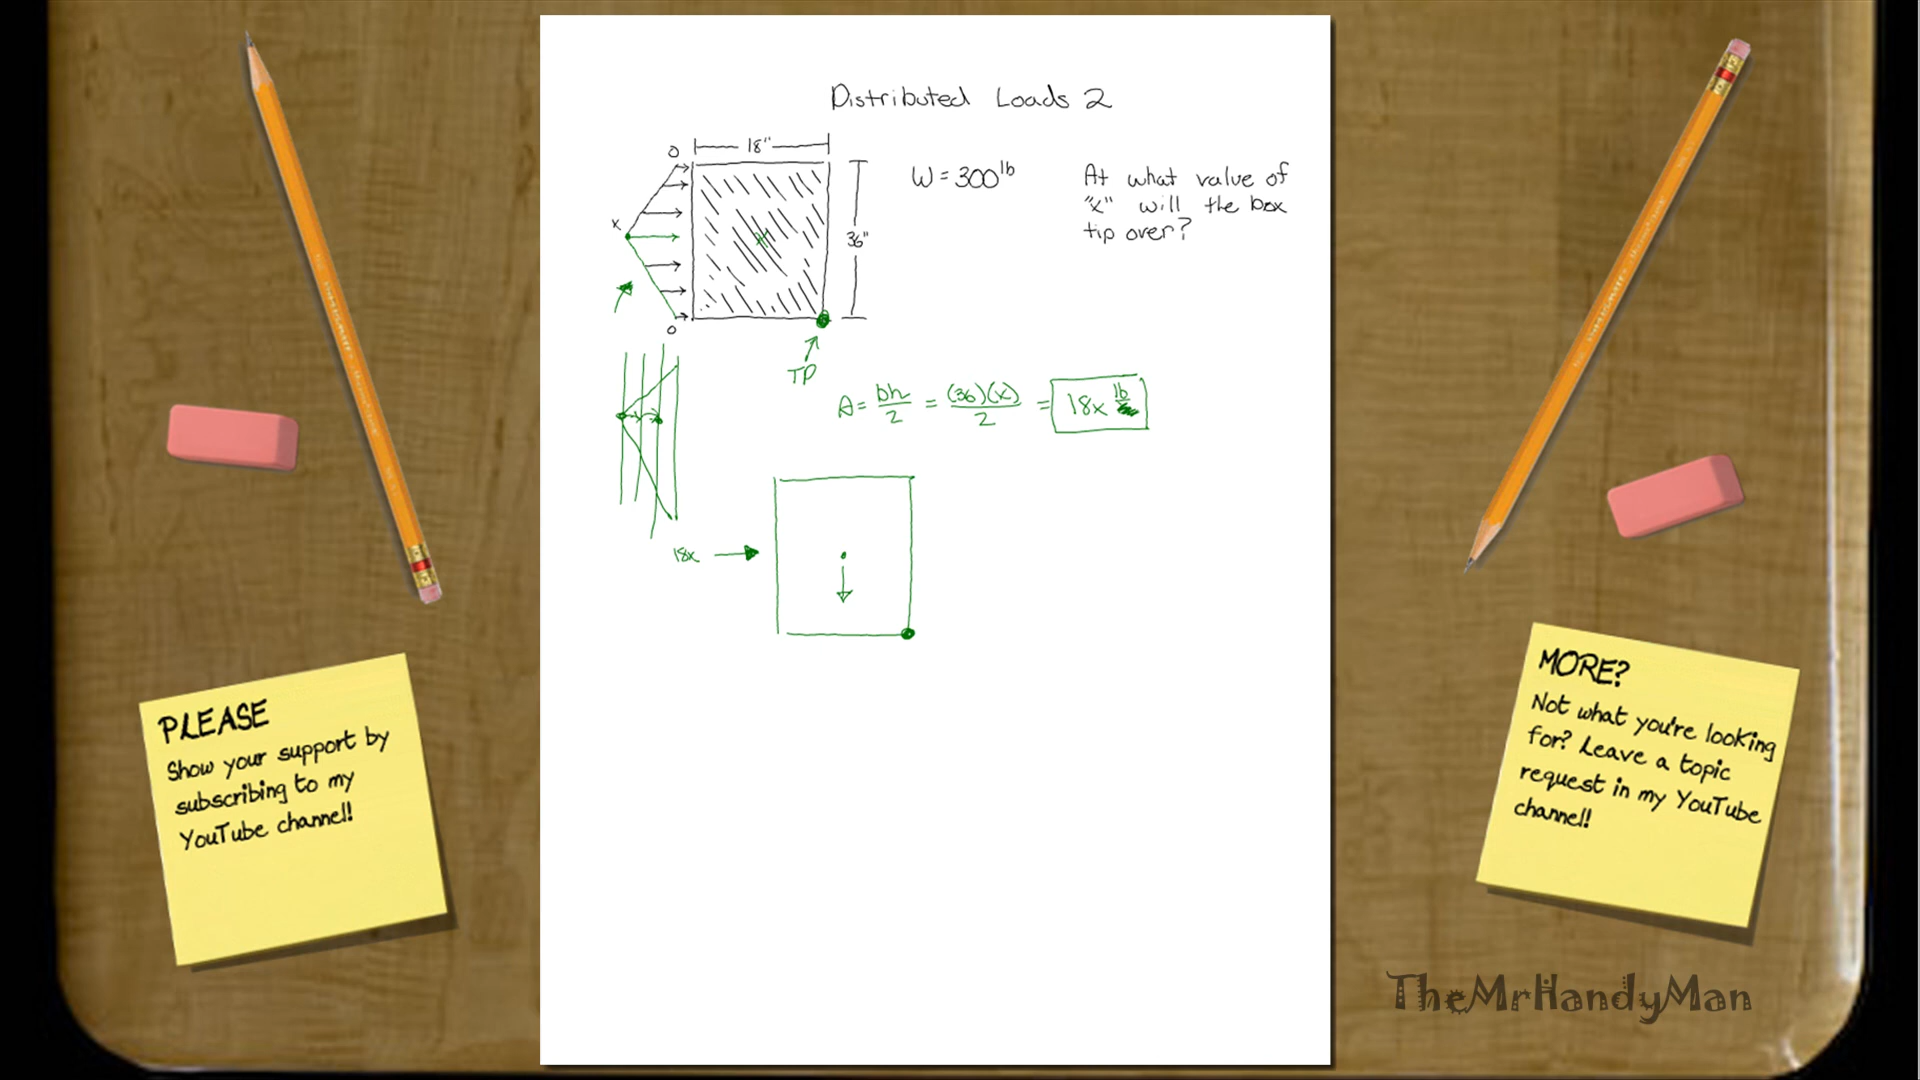 Distributed Loads 2
18"
0
x
0
36"
W = 300 lb
At what value of
"x" will the box
tip over?
TP
A = bh/2 = (36)(x)/2 = 18x lb
18x
PLEASE
Show your support by
subscribing to my
YouTube channel!
MORE?
Not what you're looking
for? Leave a topic
request in my YouTube
channel!
TheMrHandyMan